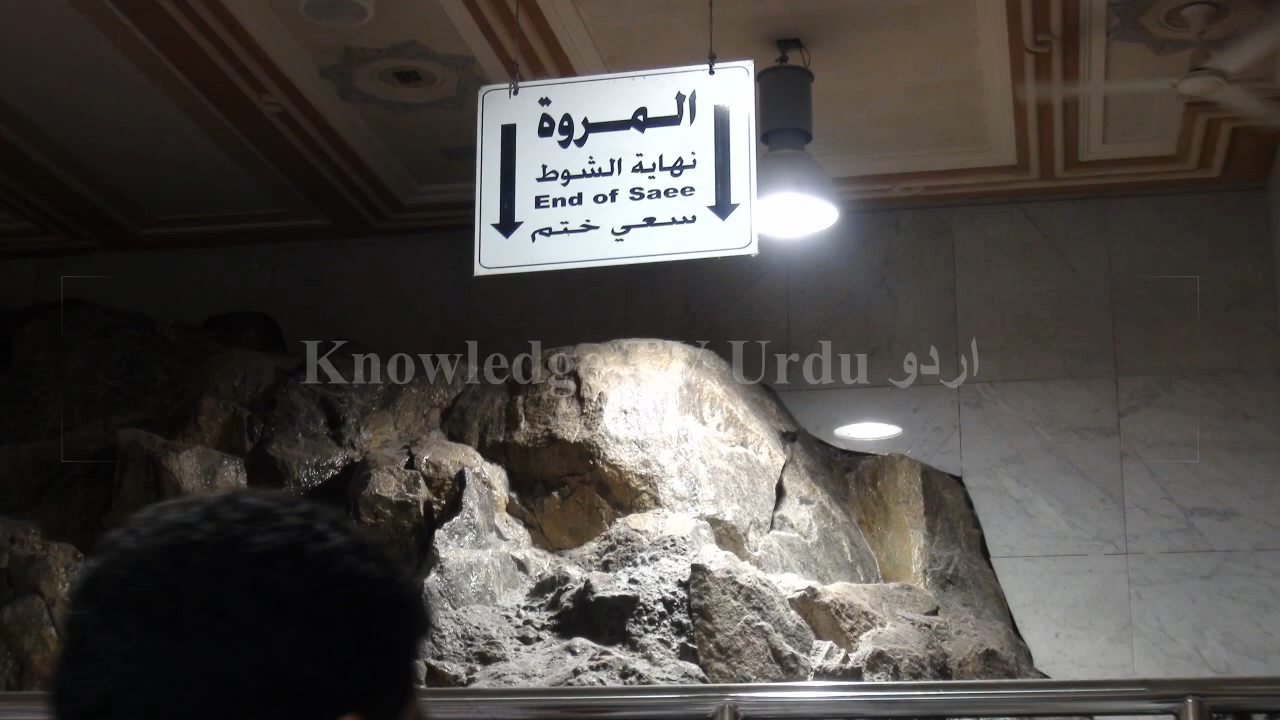 المروة
نهاية الشوط
End of Saee
سعي ختم
Knowledge TV Urdu اردو